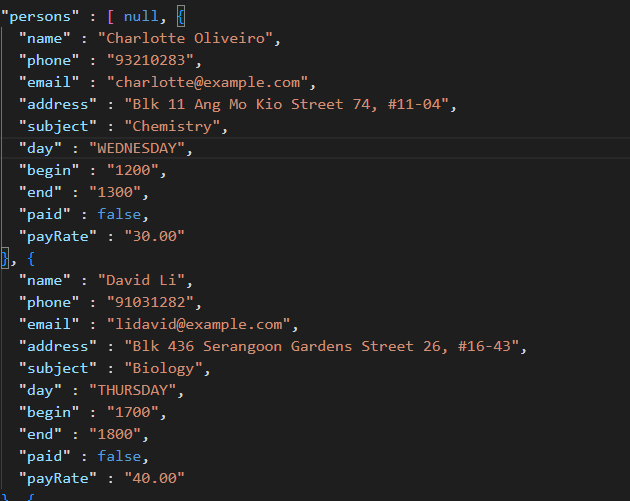 "persons" : [ null, {
"name" : "Charlotte Oliveiro",
"phone" : "93210283",
"email" : "charlotte@example.com",
"address" : "Blk 11 Ang Mo Kio Street 74, #11-04",
"subject" : "Chemistry",
"day" : "WEDNESDAY",
"begin" : "1200",
"end" : "1300",
"paid" : false,
"payRate" : "30.00"
}, {
"name" : "David Li",
"phone" : "91031282",
"email" : "lidavid@example.com",
"address" : "Blk 436 Serangoon Gardens Street 26, #16-43",
"subject" : "Biology",
"day" : "THURSDAY",
"begin" : "1700",
"end" : "1800",
"paid" : false,
"payRate" : "40.00"
}, {